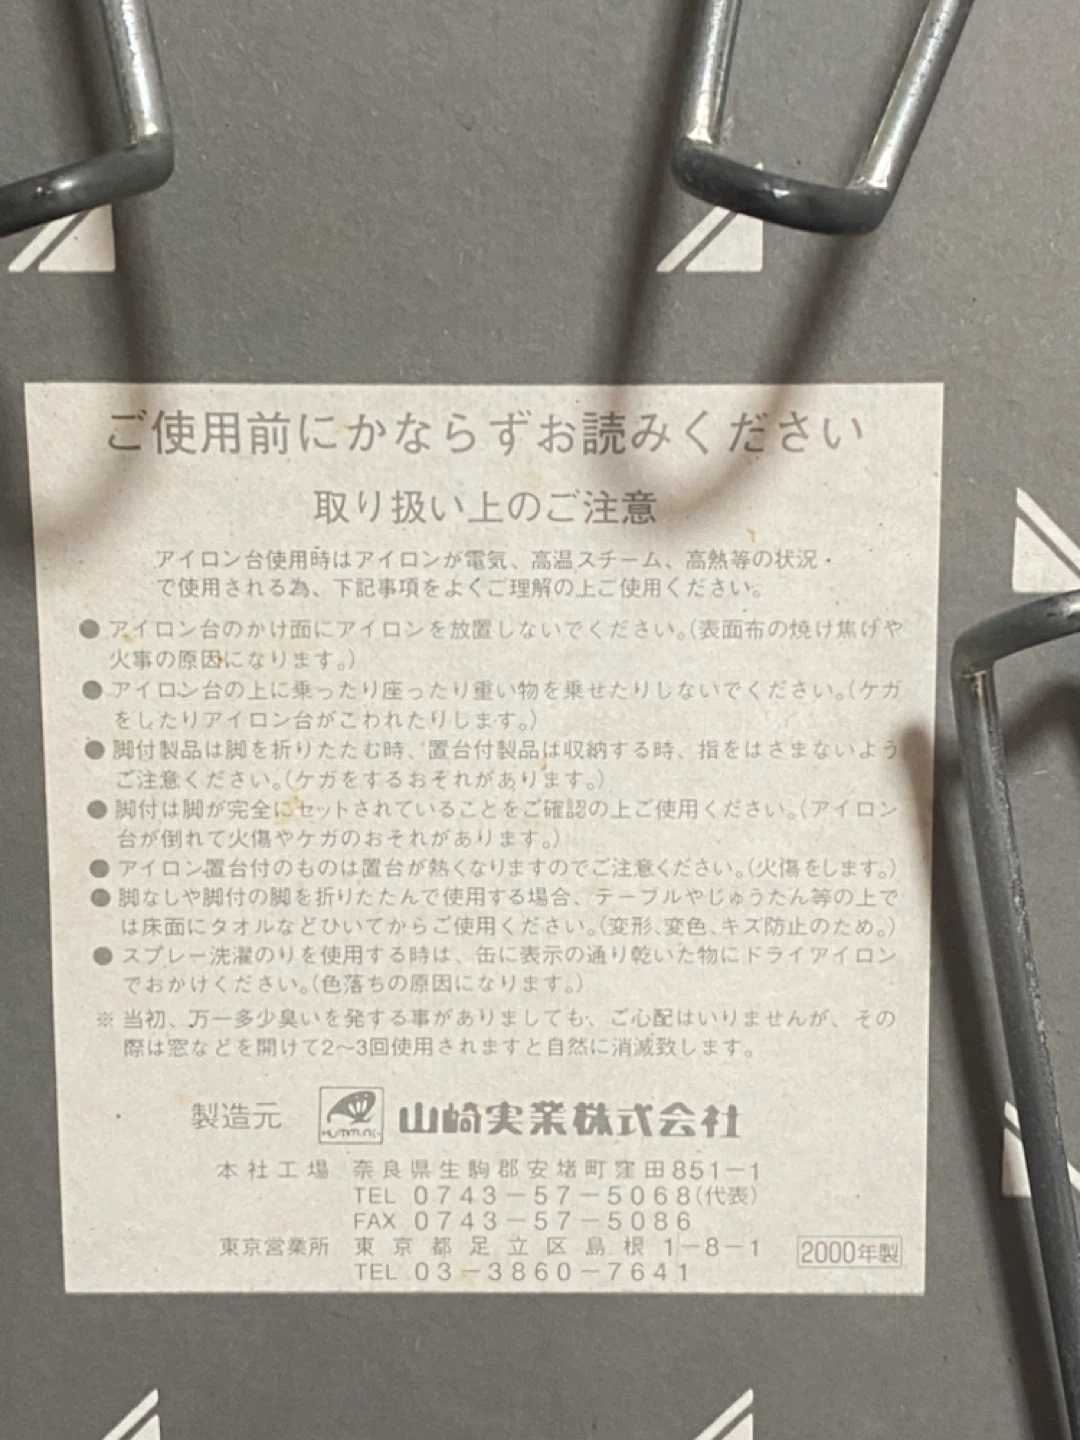 ご使用前にかならずお読みください
取り扱い上のご注意
アイロン台使用時はアイロンが電気、高温スチーム、高熱等の状況・
で使用される為、下記事項をよくご理解の上ご使用ください。
● アイロン台のかけ面にアイロンを放置しないでください。(表面布の焼け焦げや
火事の原因になります。)
● アイロン台の上に乗ったり座ったり重い物を乗せたりしないでください。(ケガ
をしたりアイロン台がこわれたりします。)
● 脚付製品は脚を折りたたむ時、置台付製品は収納する時、指をはさまないよう
ご注意ください。(ケガをするおそれがあります。)
● 脚付は脚が完全にセットされていることをご確認の上ご使用ください。(アイロン
台が倒れて火傷やケガのおそれがあります。)
● アイロン置台付のものは置台が熱くなりますのでご注意ください。(火傷をします。)
● 脚なしや脚付の脚を折りたたんで使用する場合、テーブルやじゅうたん等の上で
は床面にタオルなどひいてからご使用ください。(変形、変色、キズ防止のため。)
● スプレー洗濯のりを使用する時は、缶に表示の通り乾いた物にドライアイロン
でおかけください。(色落ちの原因になります。)
※ 当初、万一多少臭いを発する事がありましても、ご心配はいりませんが、その
際は窓などを開けて2〜3回使用されますと自然に消滅致します。
製造元 HUMMING 山崎実業株式会社
本社工場 奈良県生駒郡安堵町窪田851−1
TEL 0743−57−5068(代表)
FAX 0743−57−5086
東京営業所 東京都足立区島根1−8−1
TEL 03−3860−7641
2000年製